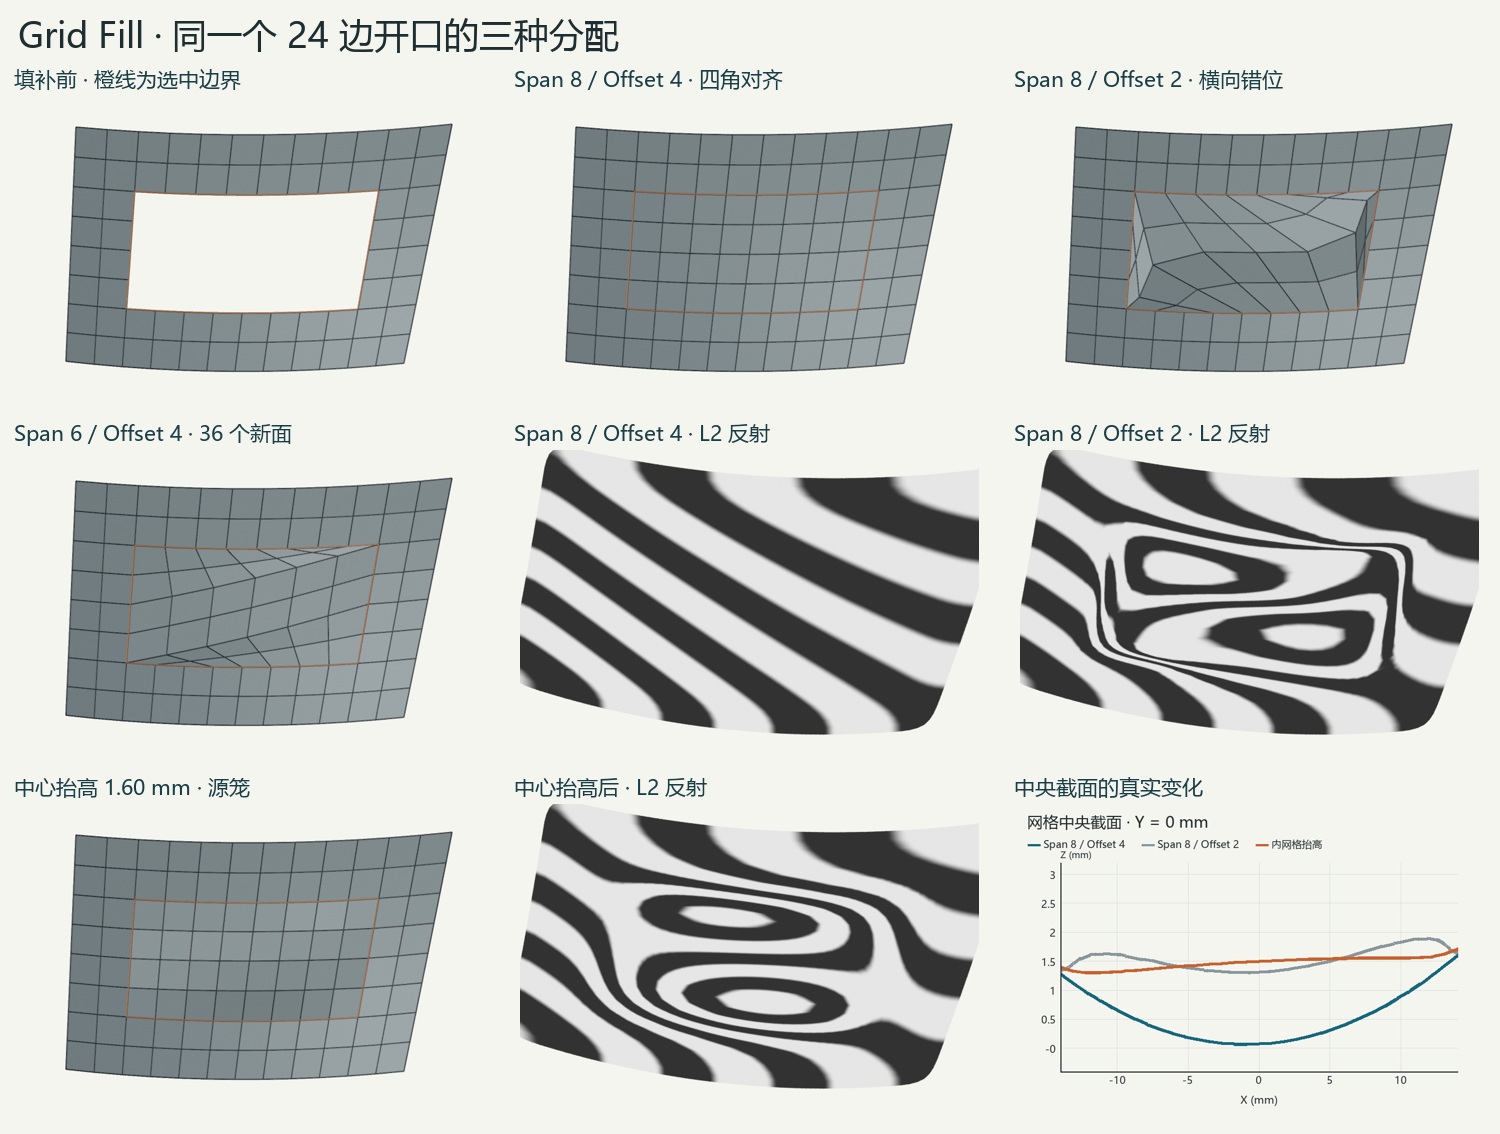 Grid Fill · 同一个 24 边开口的三种分配
填补前 · 橙线为选中边界
Span 8 / Offset 4 · 四角对齐
Span 8 / Offset 2 · 横向错位
Span 6 / Offset 4 · 36 个新面
Span 8 / Offset 4 · L2 反射
Span 8 / Offset 2 · L2 反射
中心抬高 1.60 mm · 源笼
中心抬高后 · L2 反射
中央截面的真实变化
网格中央截面 · Y = 0 mm
Span 8 / Offset 4
Span 8 / Offset 2
内网格抬高
Z (mm)
3
2.5
2
1.5
1
0.5
-0
-10
-5
0
5
10
X (mm)